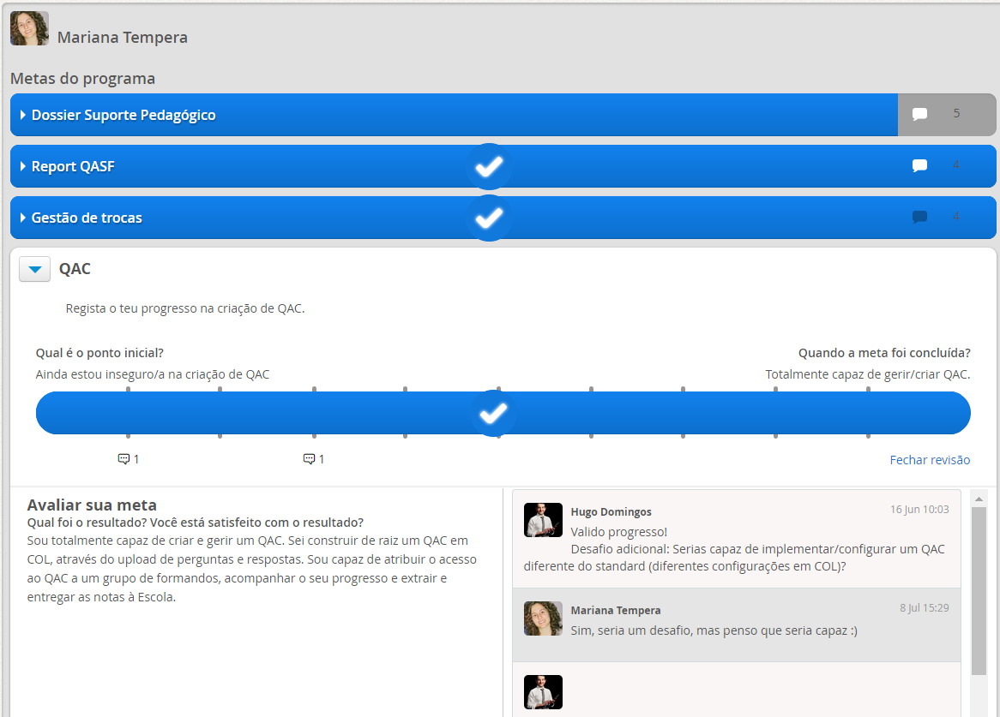 Mariana Tempera
Metas do programa
Dossier Suporte Pedagógico
5
Report QASF
4
Gestão de trocas
4
QAC
Regista o teu progresso na criação de QAC.
Qual é o ponto inicial?
Quando a meta foi concluída?
Ainda estou inseguro/a na criação de QAC
Totalmente capaz de gerir/criar QAC.
1
1
Fechar revisão
Avaliar sua meta
Qual foi o resultado? Você está satisfeito com o resultado?
Sou totalmente capaz de criar e gerir um QAC. Sei construir de raiz um QAC em
COL, através do upload de perguntas e respostas. Sou capaz de atribuir o acesso
ao QAC a um grupo de formandos, acompanhar o seu progresso e extrair e
entregar as notas à Escola.
Hugo Domingos
16 Jun 10:03
Valido progresso!
Desafio adicional: Serias capaz de implementar/configurar um QAC
diferente do standard (diferentes configurações em COL)?
Mariana Tempera
8 Jul 15:29
Sim, seria um desafio, mas penso que seria capaz :)